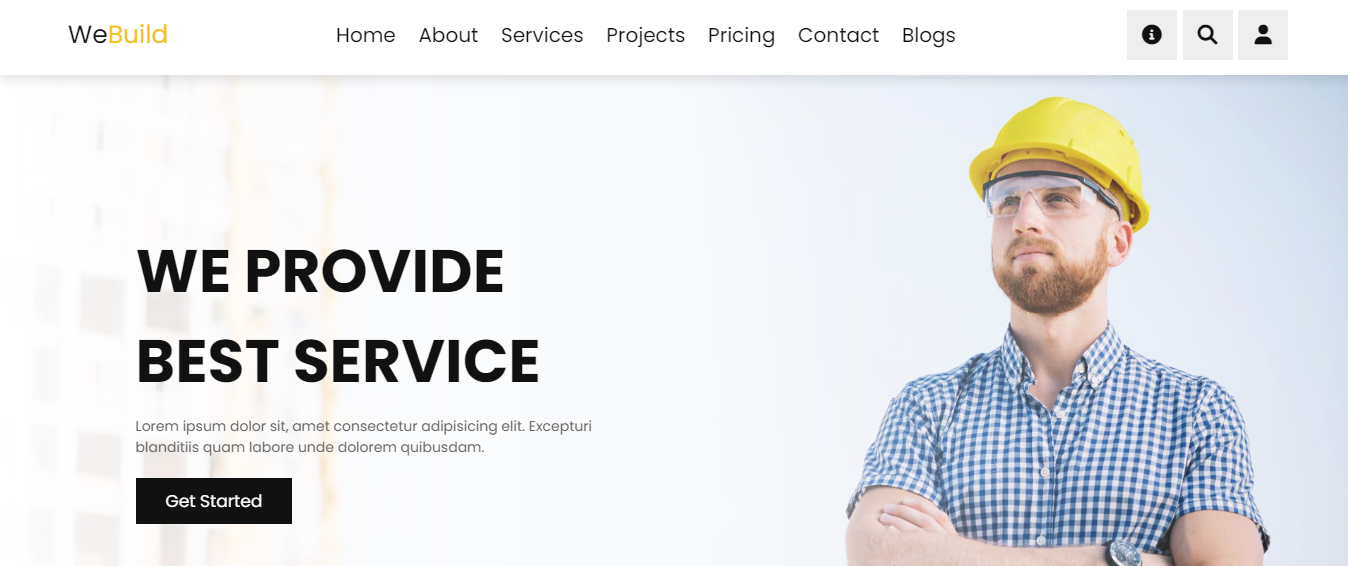 WeBuild
Home About Services Projects Pricing Contact Blogs
WE PROVIDE
BEST SERVICE
Lorem ipsum dolor sit, amet consectetur adipisicing elit. Excepturi
blanditiis quam labore unde dolorem quibusdam.
Get Started